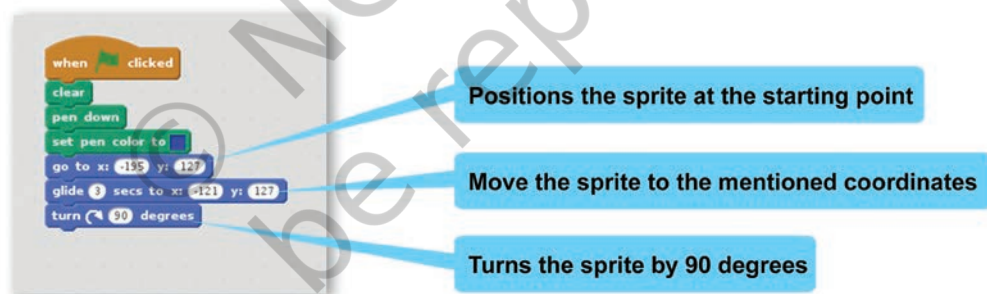 when clicked
clear
pen down
set pen color to
go to x: -195 y: 127
glide 3 secs to x: -121 y: 127
turn 90 degrees
Positions the sprite at the starting point
Move the sprite to the mentioned coordinates
Turns the sprite by 90 degrees
© N
be rep